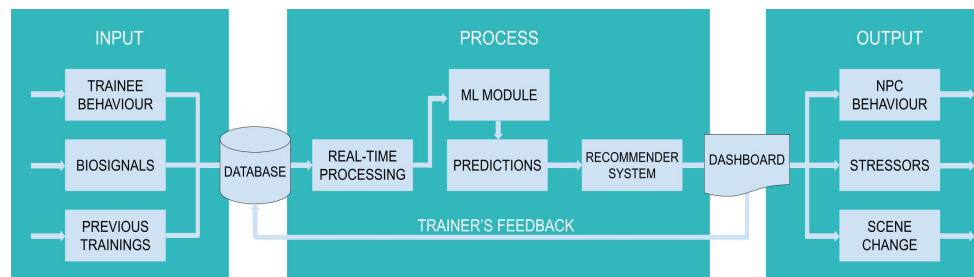 INPUT
TRAINEE
BEHAVIOUR
BIOSIGNALS
PREVIOUS
TRAININGS
DATABASE
PROCESS
REAL-TIME
PROCESSING
ML MODULE
PREDICTIONS
RECOMMENDER
SYSTEM
TRAINER'S FEEDBACK
DASHBOARD
OUTPUT
NPC
BEHAVIOUR
STRESSORS
SCENE
CHANGE